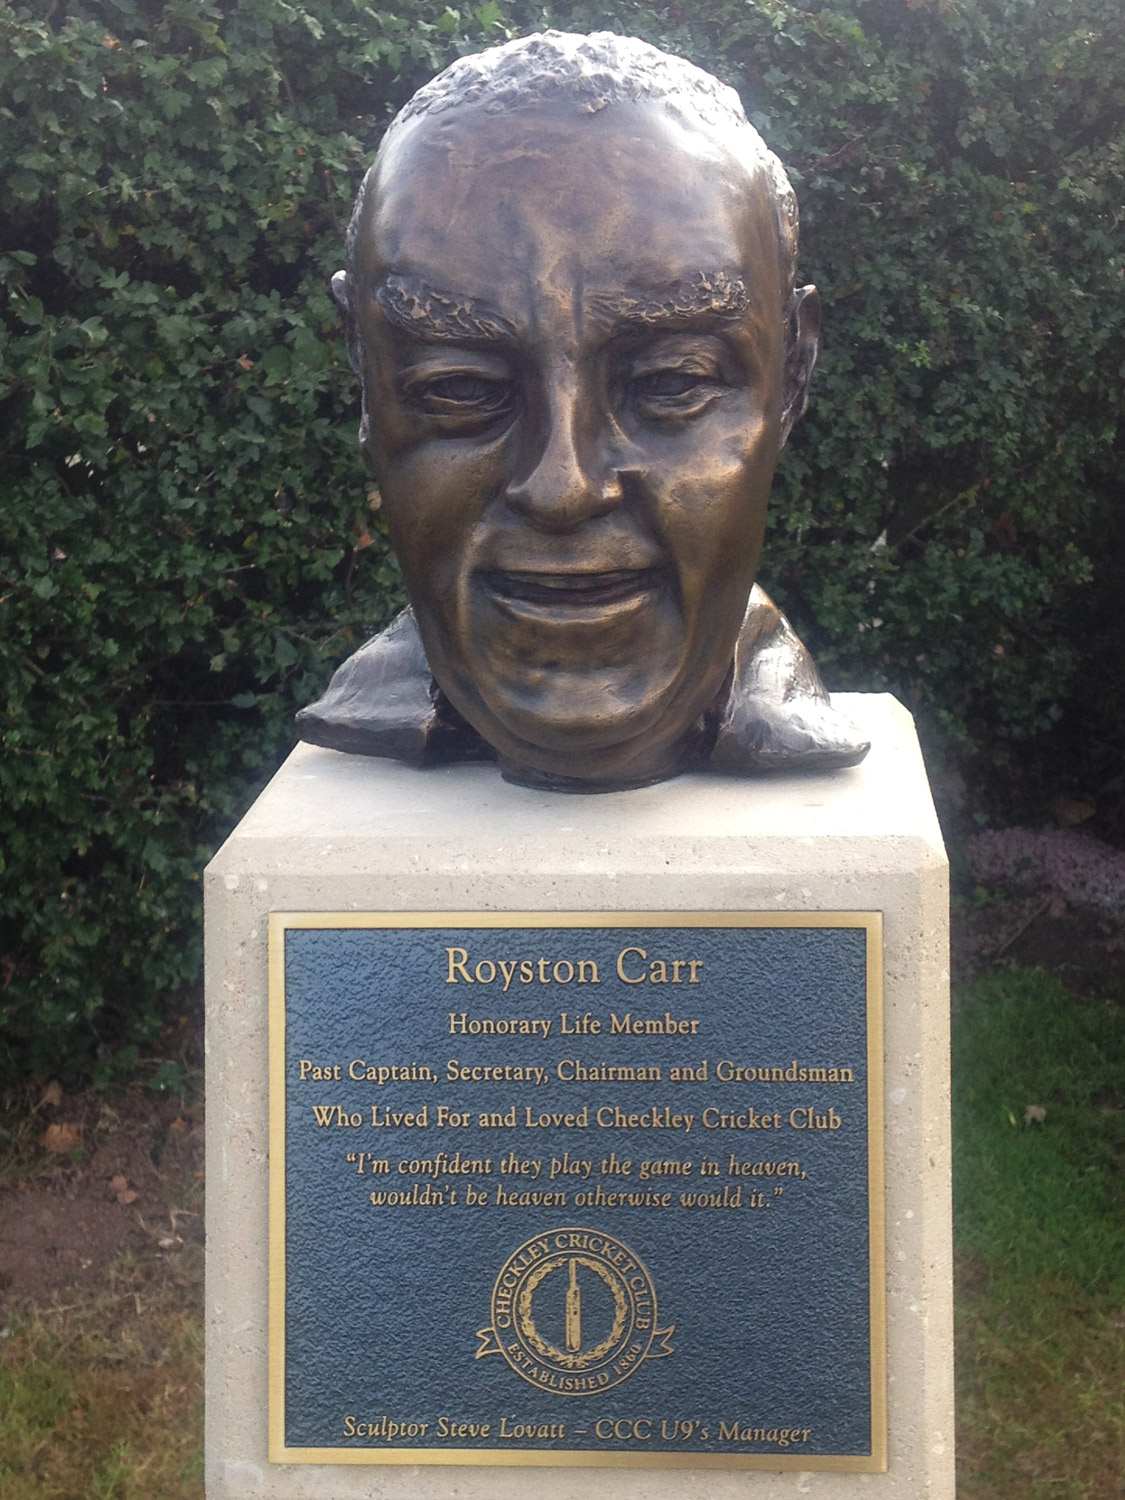 Royston Carr
Honorary Life Member
Past Captain, Secretary, Chairman and Groundsman
Who Lived For and Loved Checkley Cricket Club
“I'm confident they play the game in heaven,
wouldn't be heaven otherwise would it.”
CHECKLEY CRICKET CLUB
ESTABLISHED 1860
Sculptor Steve Lovatt – CCC U9's Manager